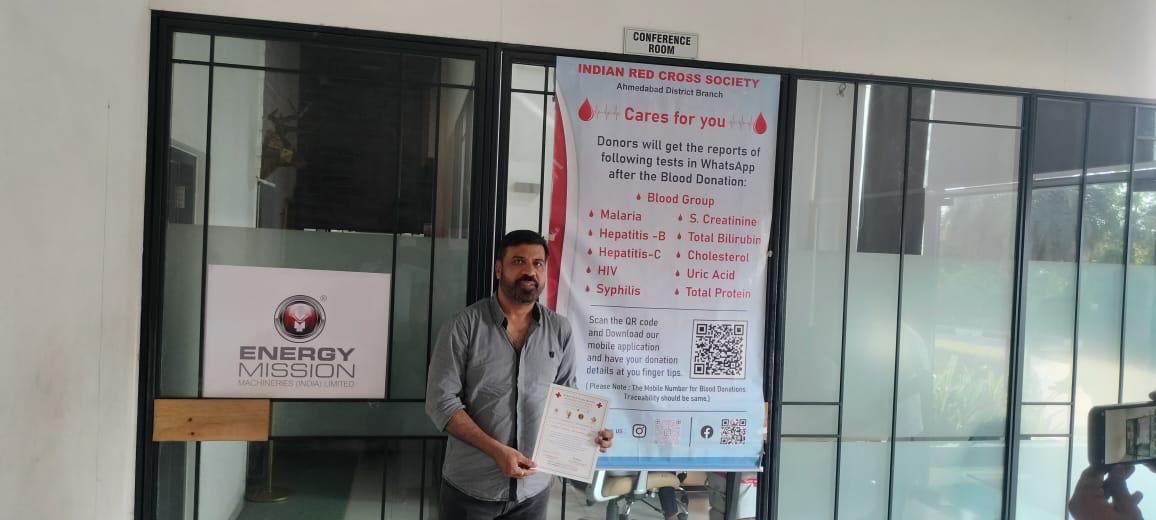 CONFERENCE
ROOM
INDIAN RED CROSS SOCIETY
Ahmedabad District Branch
Cares for you
Donors will get the reports of
following tests in WhatsApp
after the Blood Donation:
Blood Group
Malaria
Hepatitis -B
Hepatitis-C
HIV
Syphilis
S. Creatinine
Total Bilirubin
Cholesterol
Uric Acid
Total Protein
Scan the QR code
and Download our
mobile application
and have your donation
details at you finger tips.
( Please Note : The Mobile Number for Blood Donations
Traceability should be same.)
us :
®
ENERGY
MISSION
MACHINERIES (INDIA) LIMITED